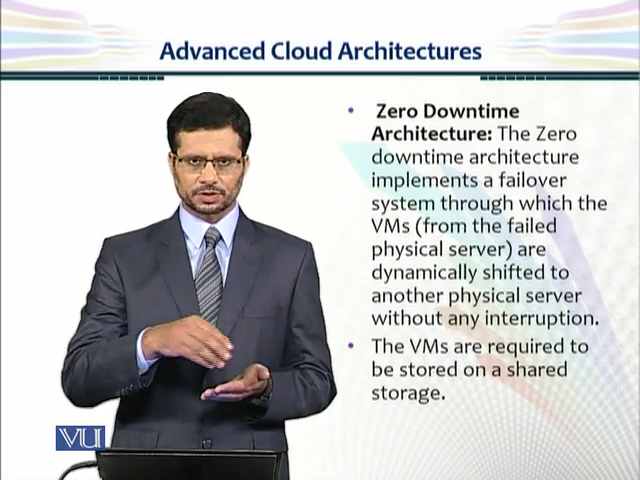 Advanced Cloud Architectures
• Zero Downtime
Architecture: The Zero
downtime architecture
implements a failover
system through which the
VMs (from the failed
physical server) are
dynamically shifted to
another physical server
without any interruption.
• The VMs are required to
be stored on a shared
storage.
VU